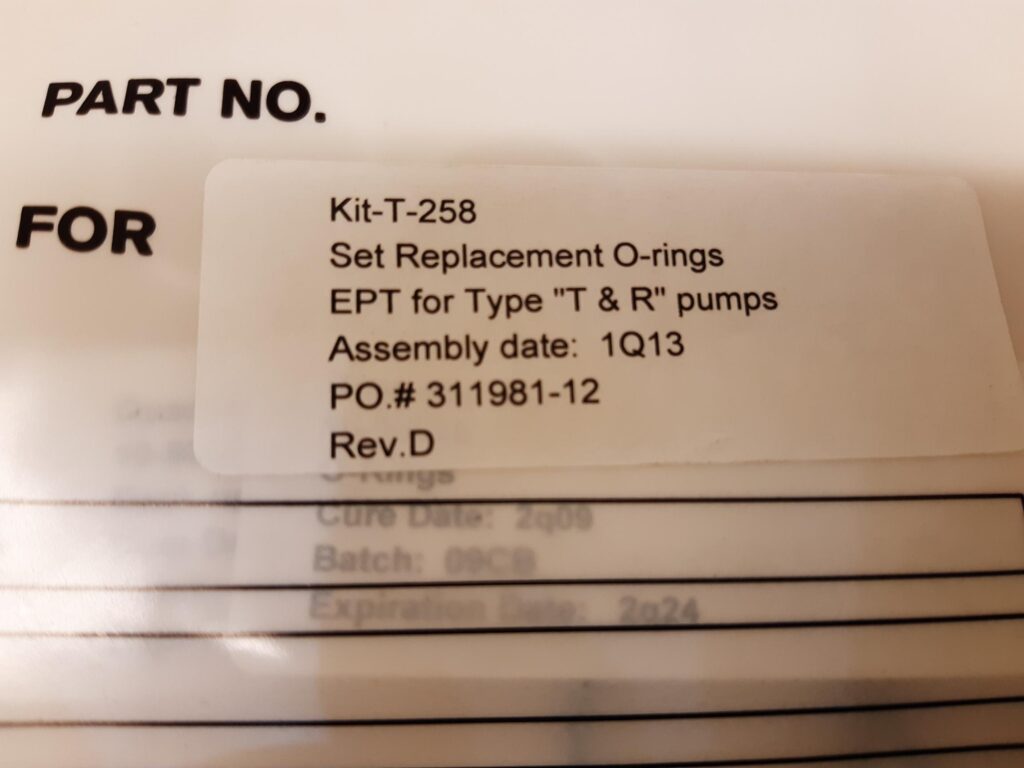 PART NO.
FOR
Kit-T-258
Set Replacement O-rings
EPT for Type "T & R" pumps
Assembly date: 1Q13
PO.# 311981-12
Rev.D
O-Rings
Cure Date: 2q09
Batch: 09CB
Expiration Date: 2q24